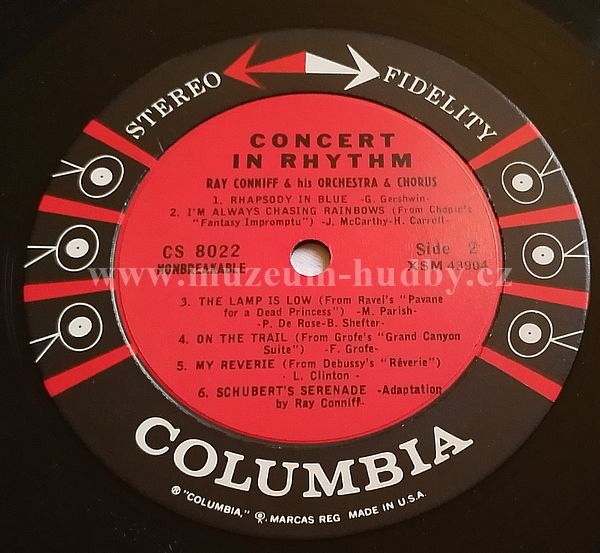 STEREO FIDELITY
CONCERT
IN RHYTHM
RAY CONNIFF & his ORCHESTRA & CHORUS
1. RHAPSODY IN BLUE -G. Gershwin-
2. I'M ALWAYS CHASING RAINBOWS (From Chopin's
"Fantasy Impromptu") -J. McCarthy-H. Carroll-
CS 8022 Side 2
NONBREAKABLE XSM 43904
www.muzeum-hudby.cz
3. THE LAMP IS LOW (From Ravel's "Pavane
for a Dead Princess") -M. Parish-
P. De Rose-B. Shefter-
4. ON THE TRAIL (From Grofe's "Grand Canyon
Suite") -F. Grofe-
5. MY REVERIE (From Debussy's "Rêverie")
-L. Clinton-
6. SCHUBERT'S SERENADE -Adaptation
by Ray Conniff-
COLUMBIA
® "COLUMBIA," MARCAS REG MADE IN U.S.A.